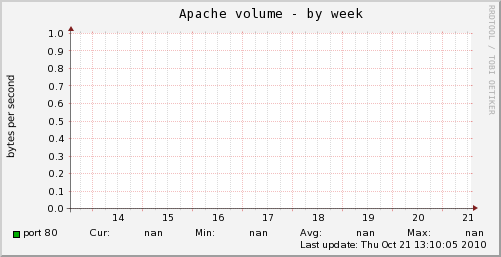 Apache volume - by week
RRDTOOL / TOBI OETIKER
bytes per second
1.0
0.9
0.8
0.7
0.6
0.5
0.4
0.3
0.2
0.1
0.0
14 15 16 17 18 19 20 21
port 80 Cur: nan Min: nan Avg: nan Max: nan
Last update: Thu Oct 21 13:10:05 2010